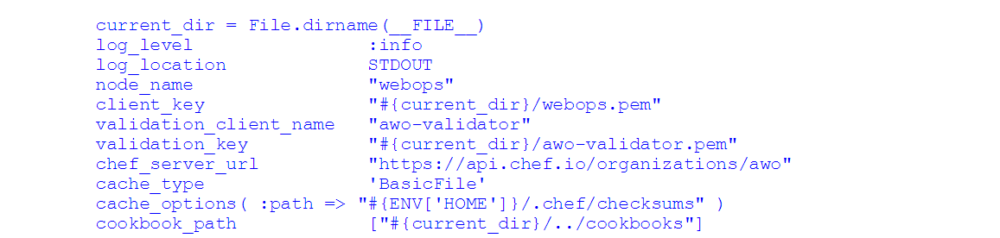 current_dir = File.dirname(__FILE__)
log_level                :info
log_location             STDOUT
node_name                "webops"
client_key               "#{current_dir}/webops.pem"
validation_client_name   "awo-validator"
validation_key           "#{current_dir}/awo-validator.pem"
chef_server_url          "https://api.chef.io/organizations/awo"
cache_type               'BasicFile'
cache_options( :path => "#{ENV['HOME']}/.chef/checksums" )
cookbook_path            ["#{current_dir}/../cookbooks"]